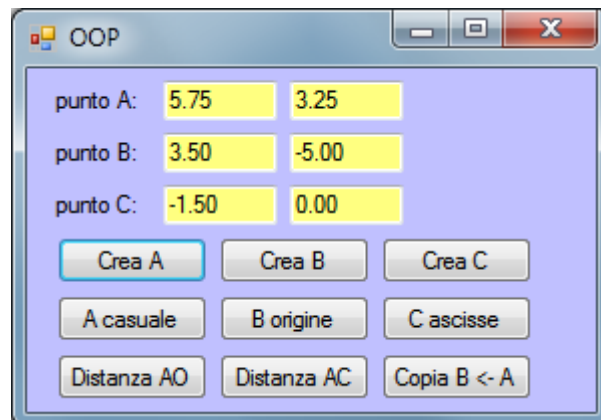 OOP
punto A: 5.75 3.25
punto B: 3.50 -5.00
punto C: -1.50 0.00
Crea A Crea B Crea C
A casuale B origine C ascisse
Distanza AO Distanza AC Copia B <- A